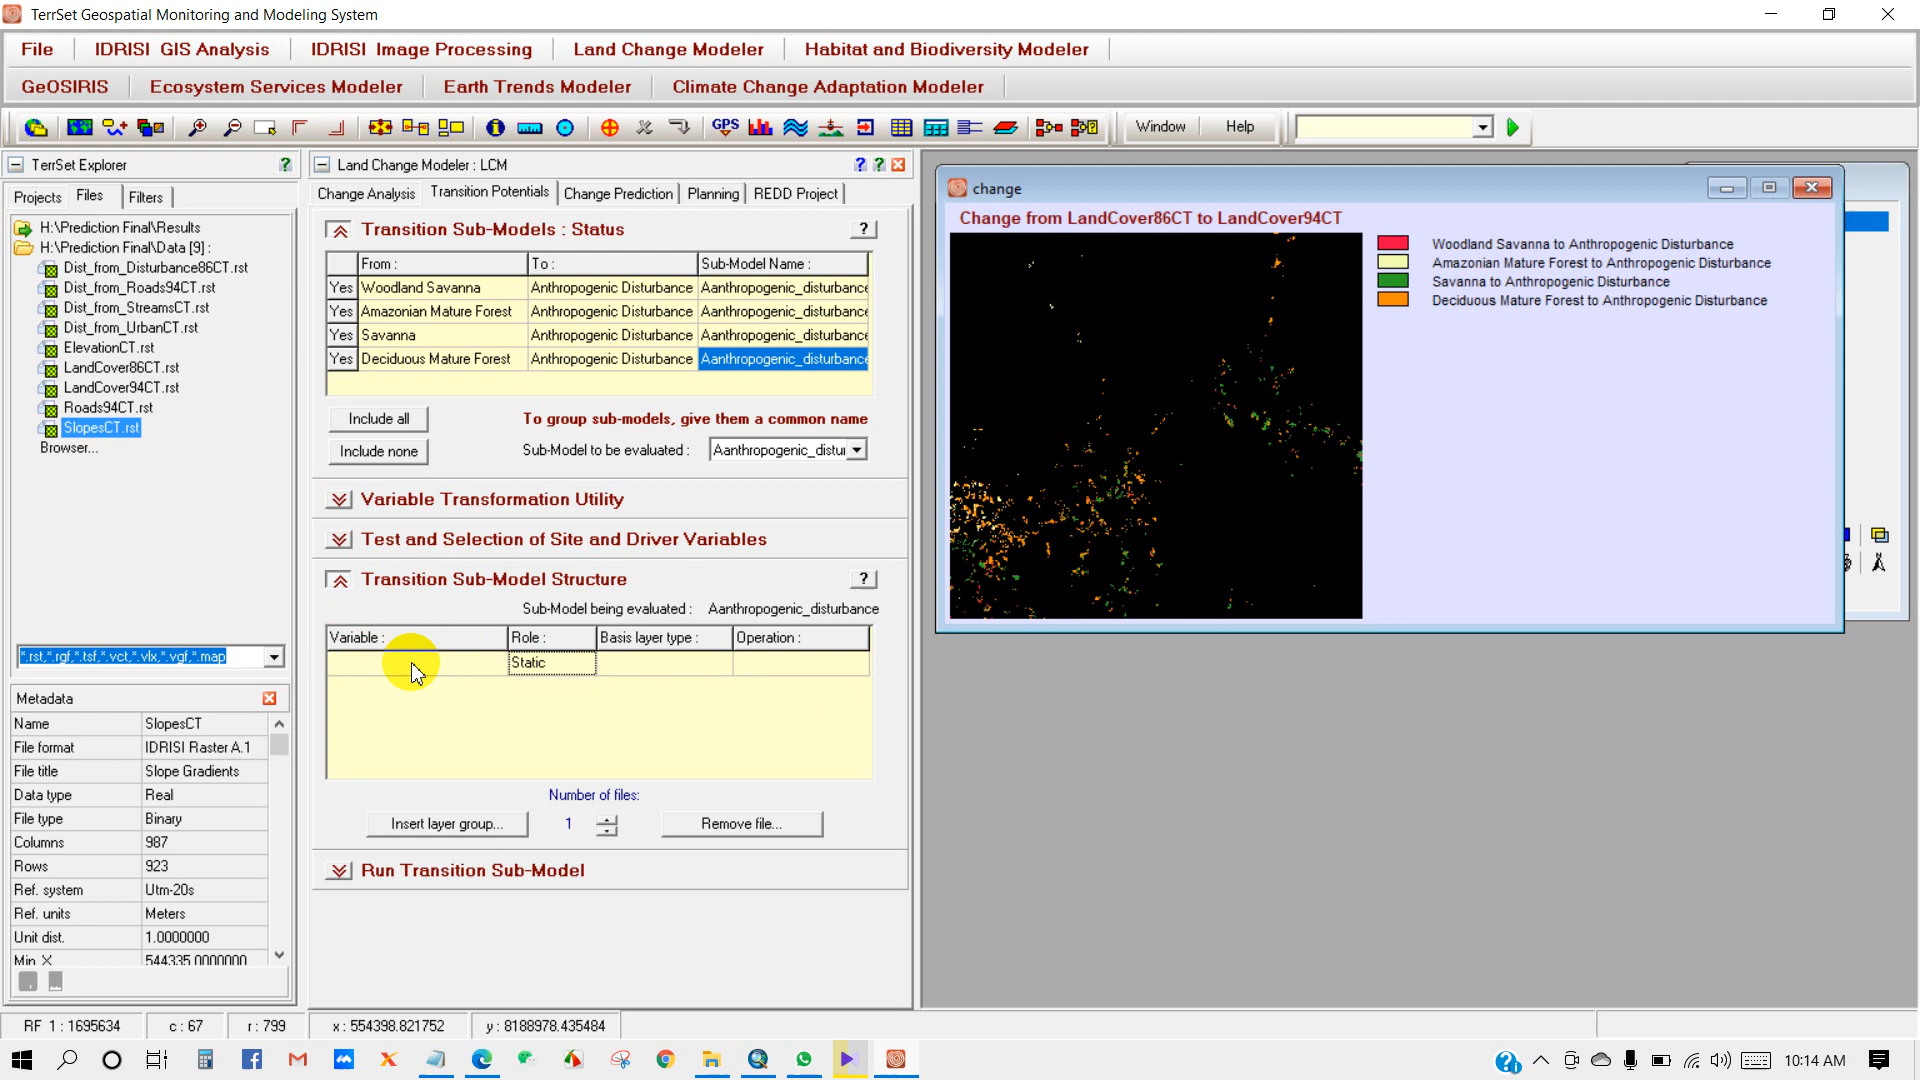 TerrSet Geospatial Monitoring and Modeling System
File IDRISI GIS Analysis IDRISI Image Processing Land Change Modeler Habitat and Biodiversity Modeler
GeOSIRIS Ecosystem Services Modeler Earth Trends Modeler Climate Change Adaptation Modeler
GPS Window Help
TerrSet Explorer ?
Projects Files Filters
H:\Prediction Final\Results
H:\Prediction Final\Data [9] :
Dist_from_Disturbance86CT.rst
Dist_from_Roads94CT.rst
Dist_from_StreamsCT.rst
Dist_from_UrbanCT.rst
ElevationCT.rst
LandCover86CT.rst
LandCover94CT.rst
Roads94CT.rst
SlopesCT.rst
Browser...
*.rst,*.rgf,*.tsf,*.vct,*.vlx,*.vgf,*.map
Metadata
Name SlopesCT
File format IDRISI Raster A.1
File title Slope Gradients
Data type Real
File type Binary
Columns 987
Rows 923
Ref. system Utm-20s
Ref. units Meters
Unit dist. 1.0000000
Min X 544335.0000000
Land Change Modeler : LCM ? ?
Change Analysis Transition Potentials Change Prediction Planning REDD Project
Transition Sub-Models : Status ?
From : To : Sub-Model Name :
Yes Woodland Savanna Anthropogenic Disturbance Aanthropogenic_disturbance
Yes Amazonian Mature Forest Anthropogenic Disturbance Aanthropogenic_disturbance
Yes Savanna Anthropogenic Disturbance Aanthropogenic_disturbance
Yes Deciduous Mature Forest Anthropogenic Disturbance Aanthropogenic_disturbance
Include all To group sub-models, give them a common name
Include none Sub-Model to be evaluated : Aanthropogenic_distur
Variable Transformation Utility
Test and Selection of Site and Driver Variables
Transition Sub-Model Structure ?
Sub-Model being evaluated : Aanthropogenic_disturbance
Variable : Role : Basis layer type : Operation :
Static
Number of files:
Insert layer group... 1 Remove file...
Run Transition Sub-Model
change
Change from LandCover86CT to LandCover94CT
Woodland Savanna to Anthropogenic Disturbance
Amazonian Mature Forest to Anthropogenic Disturbance
Savanna to Anthropogenic Disturbance
Deciduous Mature Forest to Anthropogenic Disturbance
RF 1 : 1695634 c : 67 r : 799 x : 554398.821752 y : 8188978.435484
10:14 AM